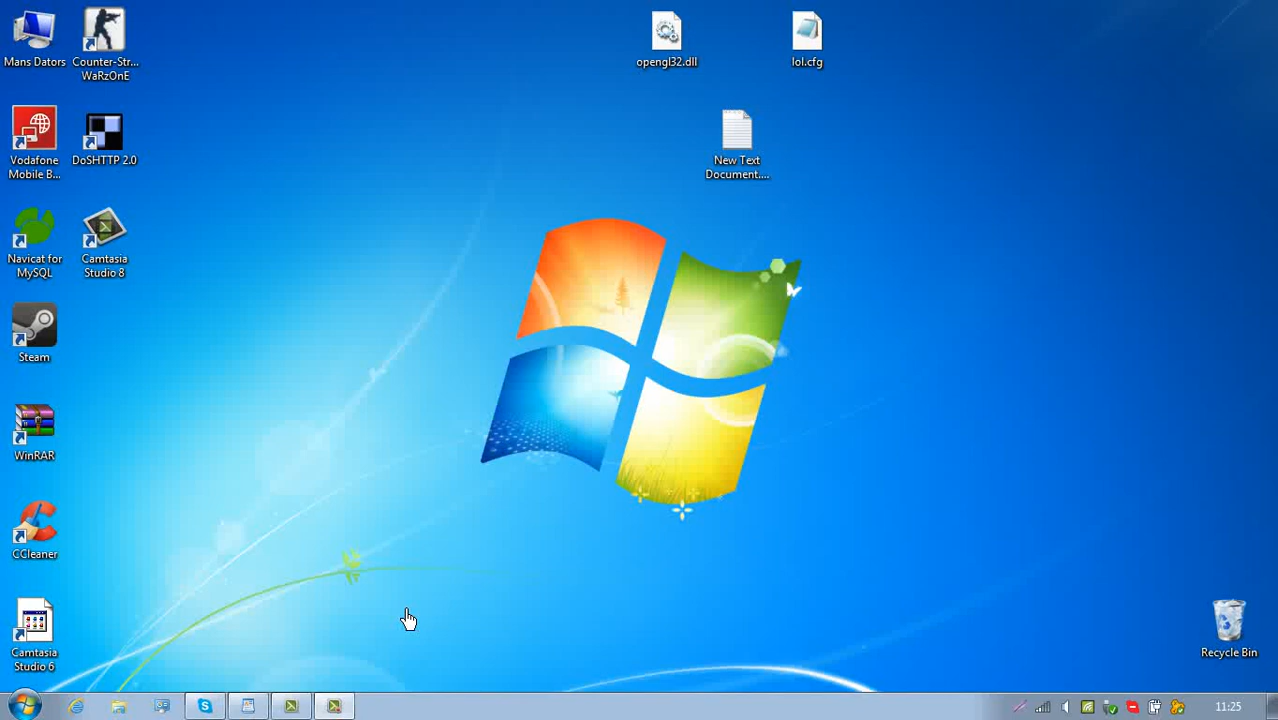 Mans Dators
Counter-Str...
WaRzOnE
opengl32.dll
lol.cfg
Vodafone
Mobile B...
DoSHTTP 2.0
New Text
Document....
Navicat for
MySQL
Camtasia
Studio 8
Steam
WinRAR
CCleaner
Camtasia
Studio 6
Recycle Bin
11:25